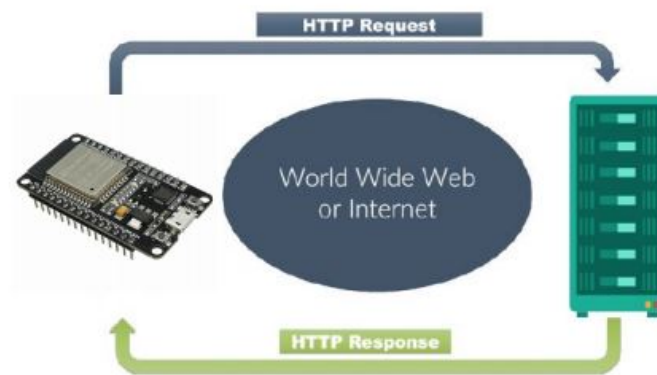 HTTP Request
World Wide Web
or Internet
HTTP Response